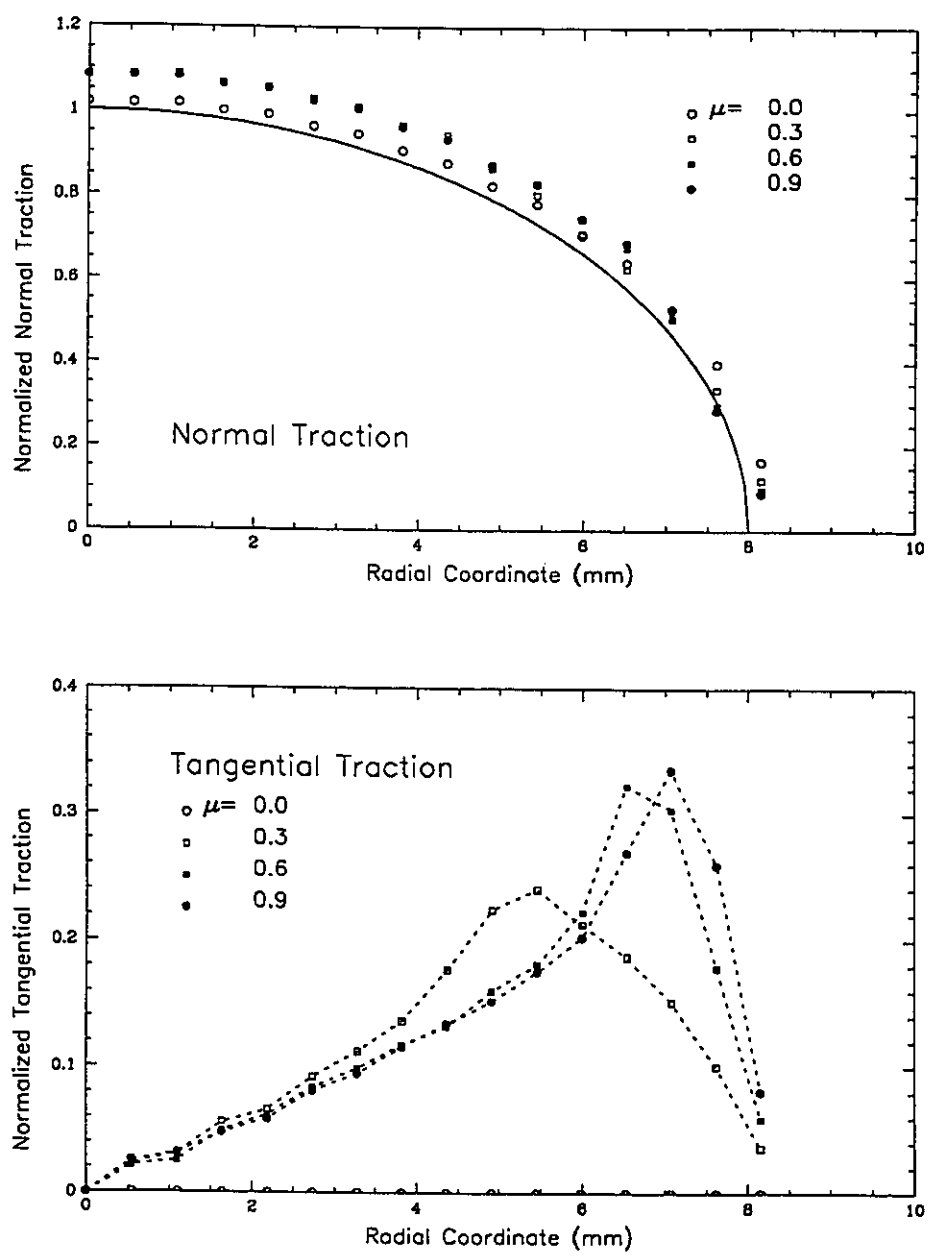 1.2
1
0.8
0.6
0.4
0.2
0
Normalized Normal Traction
μ= 0.0
0.3
0.6
0.9
Normal Traction
0 2 4 6 8 10
Radial Coordinate (mm)
0.4
0.3
0.2
0.1
0
Normalized Tangential Traction
Tangential Traction
μ= 0.0
0.3
0.6
0.9
0 2 4 6 8 10
Radial Coordinate (mm)